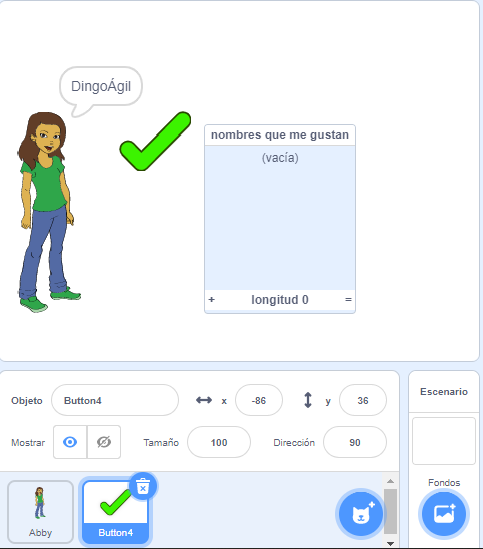 DingoÁgil
nombres que me gustan
(vacía)
+ longitud 0 =
Objeto Button4 x -86 y 36
Escenario
Mostrar Tamaño 100 Dirección 90
Fondos
Abby
Button4